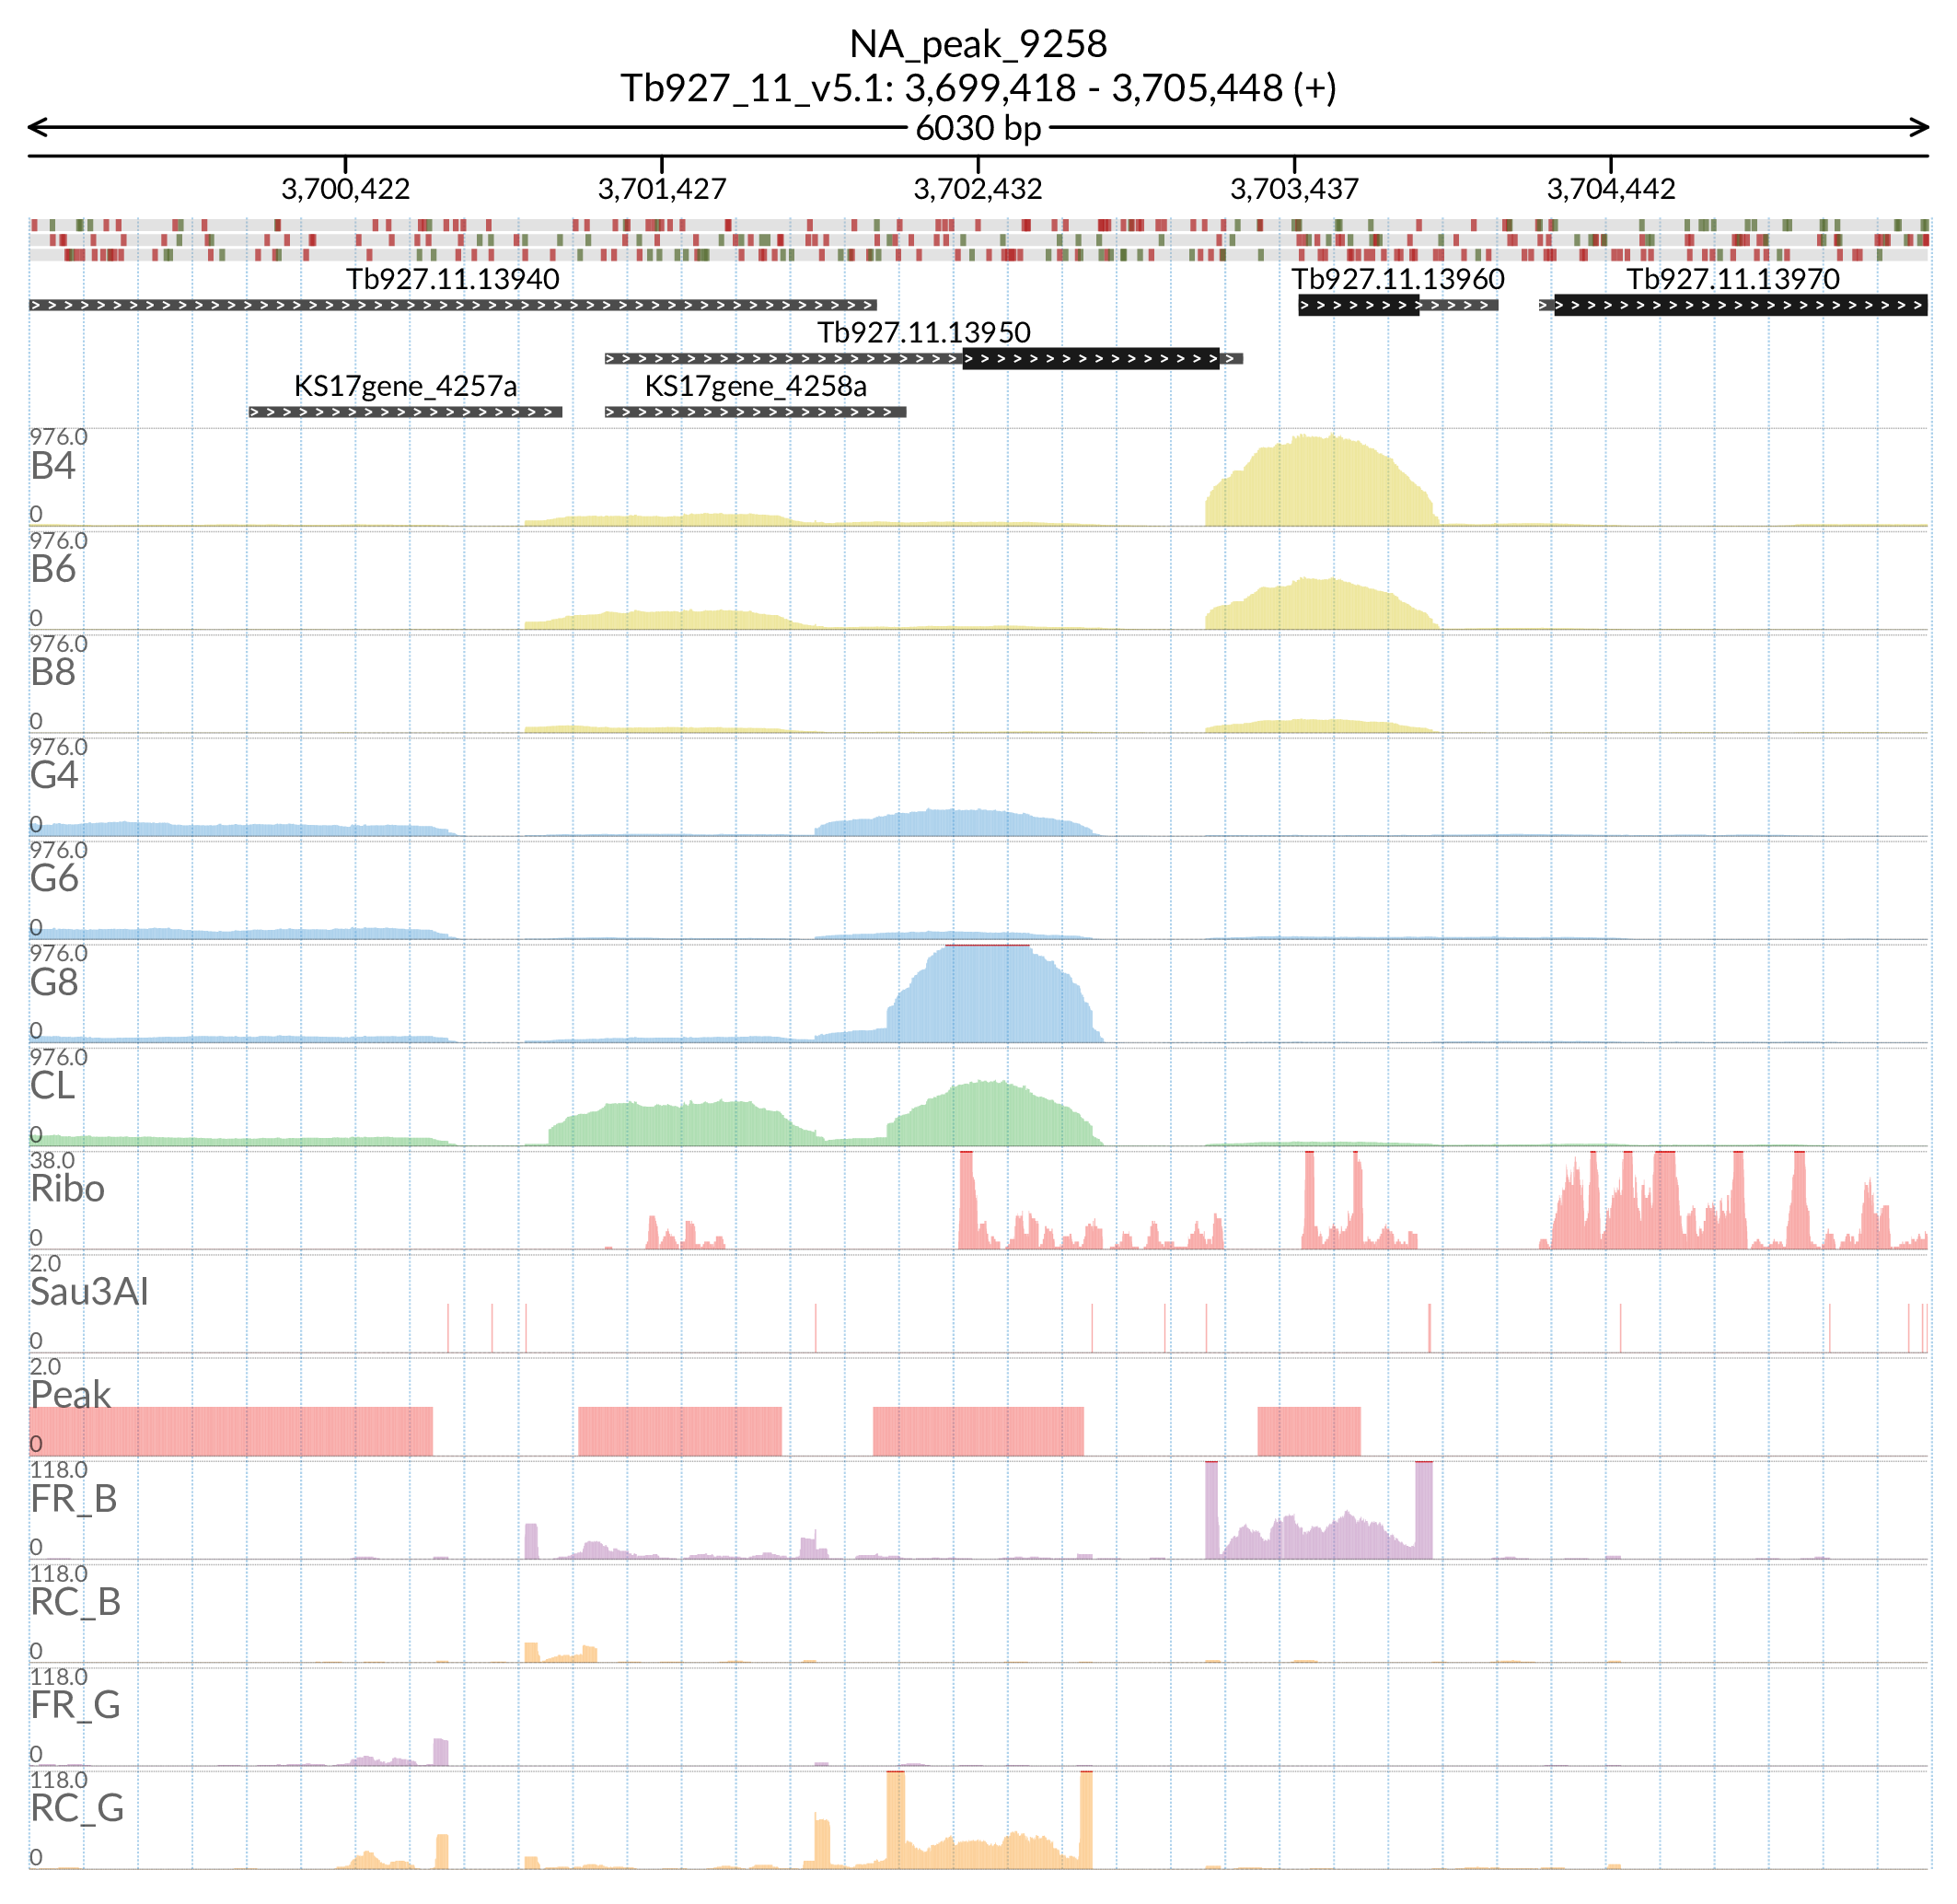 NA_peak_9258
Tb927_11_v5.1: 3,699,418 - 3,705,448 (+)
6030 bp
3,700,422 3,701,427 3,702,432 3,703,437 3,704,442
Tb927.11.13940 Tb927.11.13960 Tb927.11.13970
Tb927.11.13950
KS17gene_4257a KS17gene_4258a
976.0
B4
0
976.0
B6
0
976.0
B8
0
976.0
G4
0
976.0
G6
0
976.0
G8
0
976.0
CL
0
38.0
Ribo
0
2.0
Sau3AI
0
2.0
Peak
0
118.0
FR_B
0
118.0
RC_B
0
118.0
FR_G
0
118.0
RC_G
0